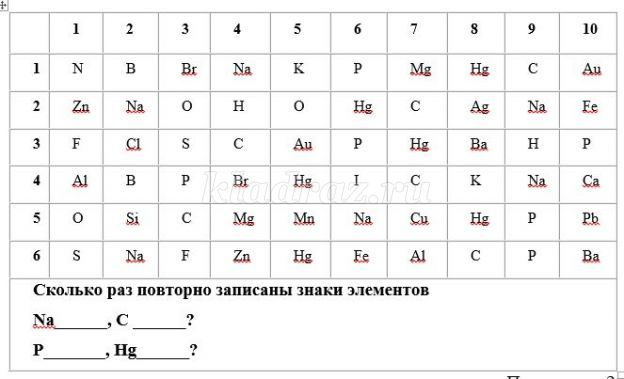 1 2 3 4 5 6 7 8 9 10
1 N B Br Na K P Mg Hg C Au
2 Zn Na O H O Hg C Ag Na Fe
3 F Cl S C Au P Hg Ba H P
4 Al B P Br Hg I C K Na Ca
5 O Si C Mg Mn Na Cu Hg P Pb
6 S Na F Zn Hg Fe Al C P Ba
kladraz.ru
Сколько раз повторно записаны знаки элементов
Na______, C ______?
P_______, Hg______?